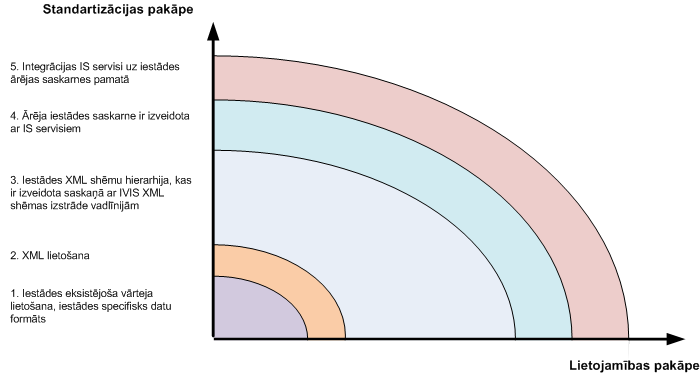 Standartizācijas pakāpe
5. Integrācijas IS servisi uz iestādes
ārējas saskarnes pamatā
4. Ārēja iestādes saskarne ir izveidota
ar IS servisiem
3. Iestādes XML shēmu hierarhija, kas
ir izveidota saskaņā ar IVIS XML
shēmas izstrāde vadlīnijām
2. XML lietošana
1. Iestādes eksistējoša vārteja
lietošana, iestādes specifisks datu
formāts
Lietojamības pakāpe